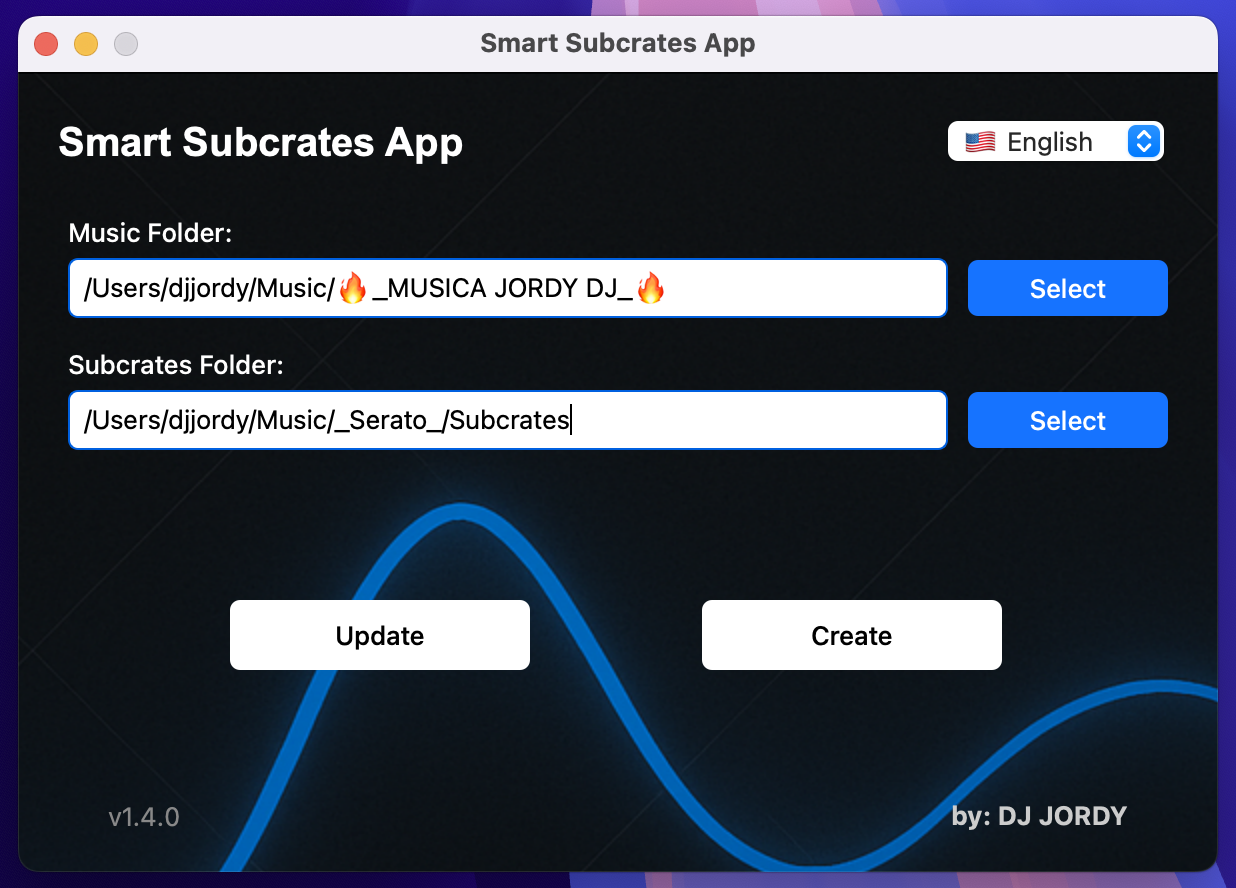 Smart Subcrates App
Smart Subcrates App
🇺🇸 English
Music Folder:
/Users/djjordy/Music/🔥_MUSICA JORDY DJ_🔥
Select
Subcrates Folder:
/Users/djjordy/Music/_Serato_/Subcrates
Select
Update
Create
v1.4.0
by: DJ JORDY